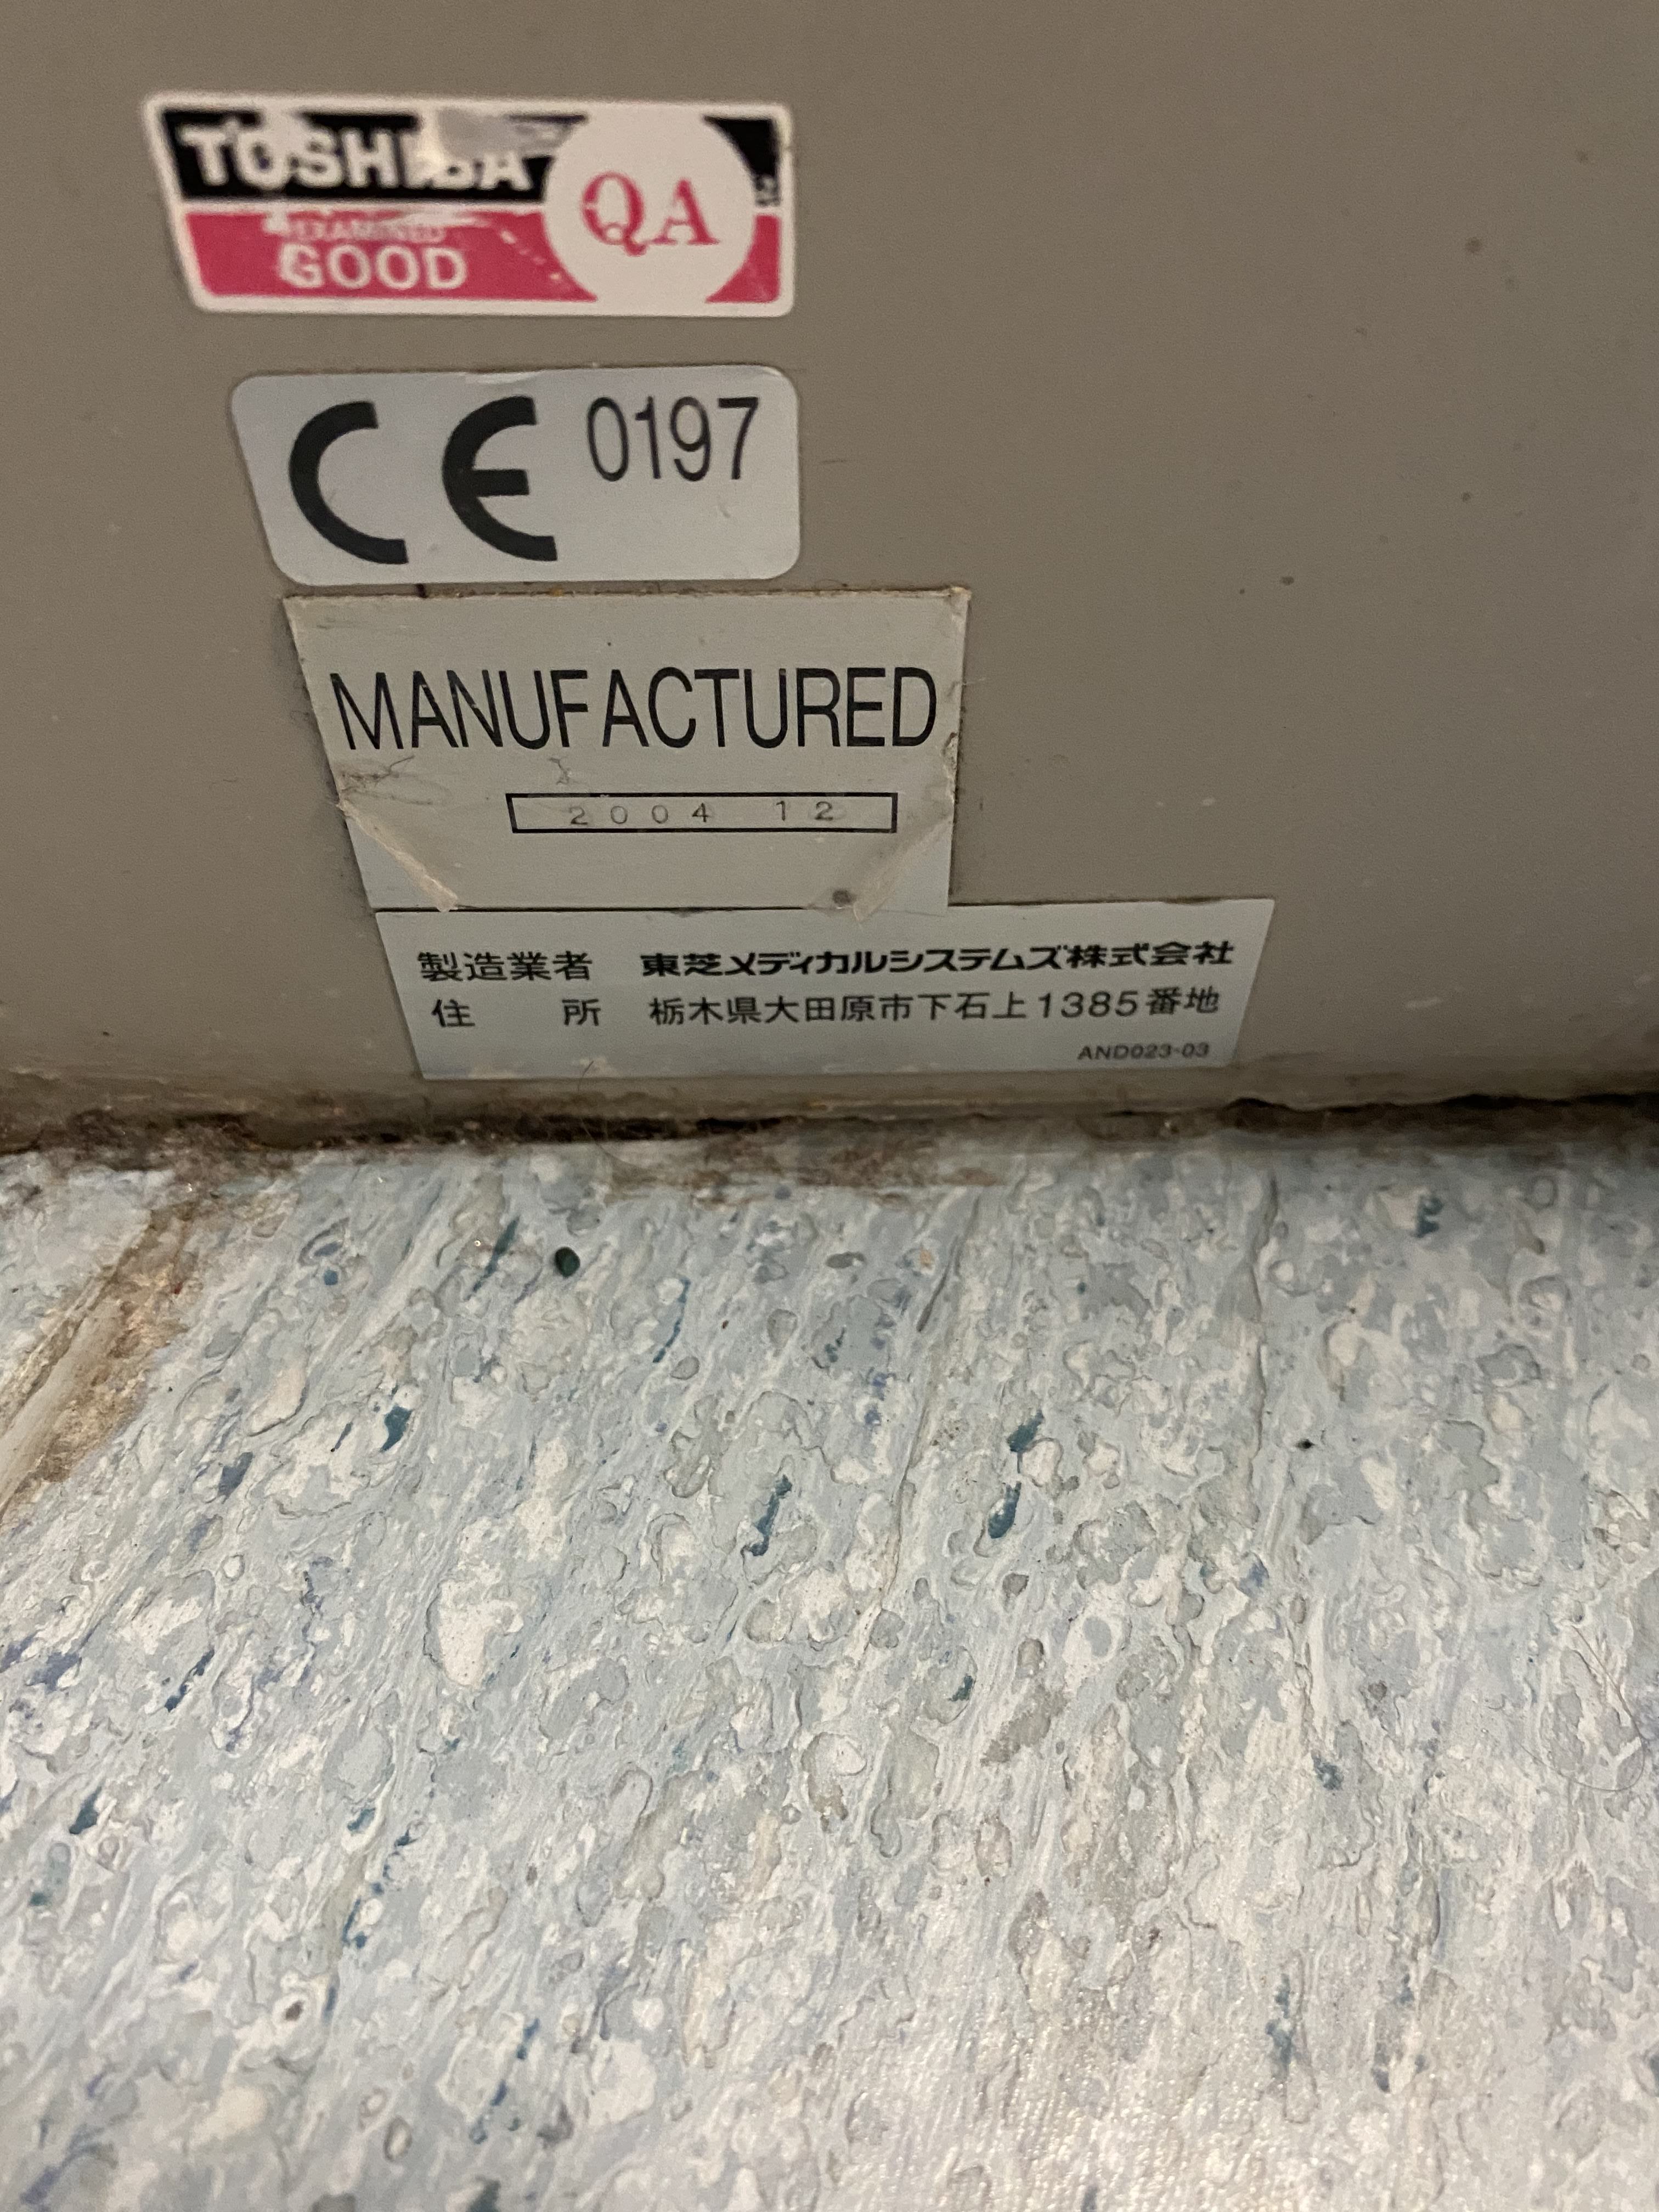 TOSHIBA
QA
EXAMINED
GOOD
CE 0197
MANUFACTURED
2004 12
製造業者 東芝メディカルシステムズ株式会社
住 所 栃木県大田原市下石上1385番地
AND023-03